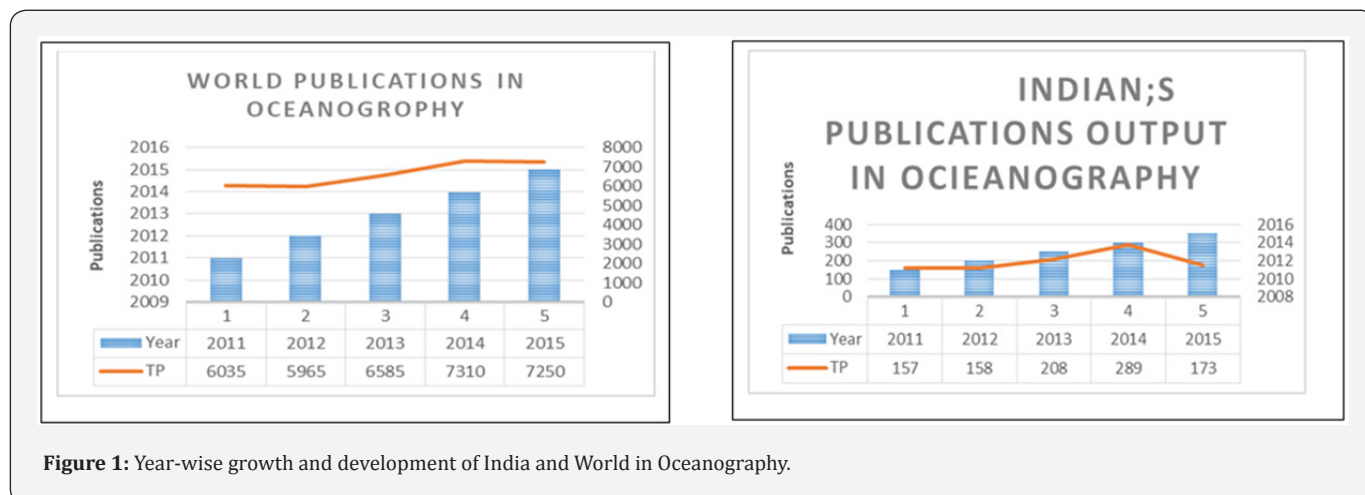 WORLD PUBLICATIONS IN
OCEANOGROPHY
Publications
2016
2015
2014
2013
2012
2011
2010
2009
8000
7000
6000
5000
4000
3000
2000
1000
0
1 2 3 4 5
Year 2011 2012 2013 2014 2015
TP 6035 5965 6585 7310 7250
INDIAN;S
PUBLICATIONS OUTPUT
IN OCIEANOGRAPHY
Publications
400
300
200
100
0
2016
2014
2012
2010
2008
1 2 3 4 5
Year 2011 2012 2013 2014 2015
TP 157 158 208 289 173
Figure 1: Year-wise growth and development of India and World in Oceanography.